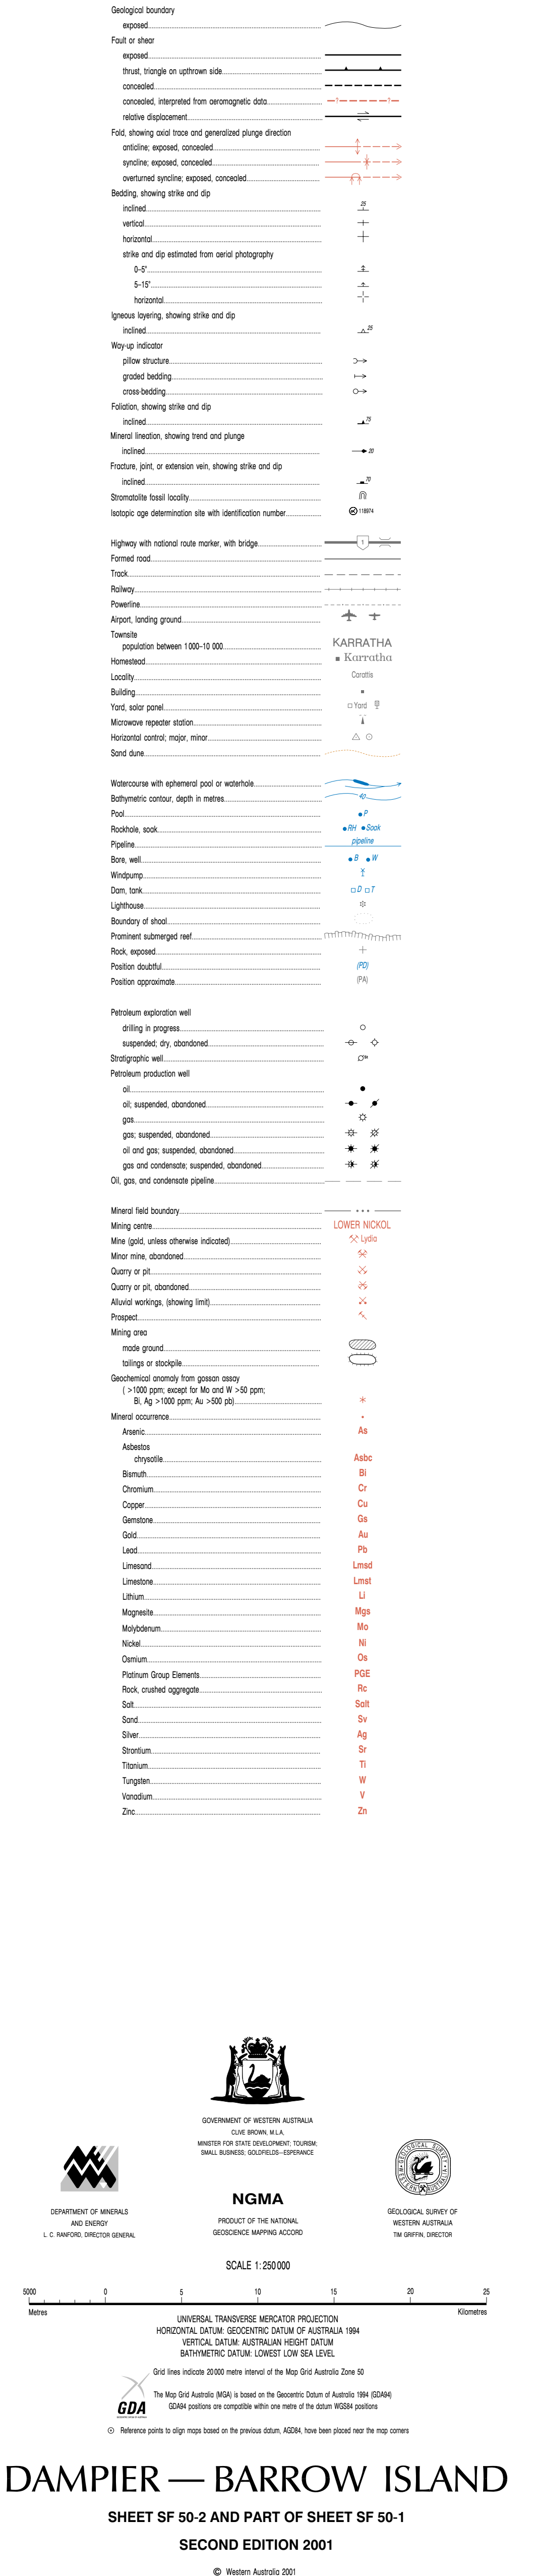 Geological boundary
exposed
Fault or shear
exposed
thrust, triangle on upthrown side
concealed
concealed, interpreted from aeromagnetic data ? ?
relative displacement
Fold, showing axial trace and generalized plunge direction
anticline; exposed, concealed
syncline; exposed, concealed
overturned syncline; exposed, concealed
Bedding, showing strike and dip
inclined 25
vertical
horizontal
strike and dip estimated from aerial photography
0–5°
5–15°
horizontal
Igneous layering, showing strike and dip
inclined 25
Way-up indicator
pillow structure
graded bedding
cross-bedding
Foliation, showing strike and dip
inclined 75
Mineral lineation, showing trend and plunge
inclined 20
Fracture, joint, or extension vein, showing strike and dip
inclined 70
Stromatolite fossil locality
Isotopic age determination site with identification number 118974
Highway with national route marker, with bridge 1
Formed road
Track
Railway
Powerline
Airport, landing ground
Townsite
population between 1000–10 000 KARRATHA
Homestead Karratha
Locality Carattis
Building
Yard, solar panel Yard
Microwave repeater station
Horizontal control; major, minor
Sand dune
Watercourse with ephemeral pool or waterhole
Bathymetric contour, depth in metres 40
Pool P
Rockhole, soak RH Soak
Pipeline pipeline
Bore, well B W
Windpump
Dam, tank D T
Lighthouse
Boundary of shoal
Prominent submerged reef
Rock, exposed
Position doubtful (PD)
Position approximate (PA)
Petroleum exploration well
drilling in progress
suspended; dry, abandoned
Stratigraphic well
Petroleum production well
oil
oil; suspended, abandoned
gas
gas; suspended, abandoned
oil and gas; suspended, abandoned
gas and condensate; suspended, abandoned
Oil, gas, and condensate pipeline
Mineral field boundary
Mining centre LOWER NICKOL
Mine (gold, unless otherwise indicated) Lydia
Minor mine, abandoned
Quarry or pit
Quarry or pit, abandoned
Alluvial workings, (showing limit)
Prospect
Mining area
made ground
tailings or stockpile
Geochemical anomaly from gossan assay
( >1000 ppm; except for Mo and W >50 ppm;
Bi, Ag >1000 ppm; Au >500 pb)
Mineral occurrence
Arsenic As
Asbestos
chrysotile Asbc
Bismuth Bi
Chromium Cr
Copper Cu
Gemstone Gs
Gold Au
Lead Pb
Limesand Lmsd
Limestone Lmst
Lithium Li
Magnesite Mgs
Molybdenum Mo
Nickel Ni
Osmium Os
Platinum Group Elements PGE
Rock, crushed aggregate Rc
Salt Salt
Sand Sv
Silver Ag
Strontium Sr
Titanium Ti
Tungsten W
Vanadium V
Zinc Zn
GOVERNMENT OF WESTERN AUSTRALIA
CLIVE BROWN, M.L.A,
MINISTER FOR STATE DEVELOPMENT; TOURISM;
SMALL BUSINESS; GOLDFIELDS–ESPERANCE
GEOLOGICAL SURVEY
WESTERN AUSTRALIA
DEPARTMENT OF MINERALS
AND ENERGY
L. C. RANFORD, DIRECTOR GENERAL
NGMA
PRODUCT OF THE NATIONAL
GEOSCIENCE MAPPING ACCORD
GEOLOGICAL SURVEY OF
WESTERN AUSTRALIA
TIM GRIFFIN, DIRECTOR
SCALE 1:250 000
5000 0 5 10 15 20 25
Metres Kilometres
UNIVERSAL TRANSVERSE MERCATOR PROJECTION
HORIZONTAL DATUM: GEOCENTRIC DATUM OF AUSTRALIA 1994
VERTICAL DATUM: AUSTRALIAN HEIGHT DATUM
BATHYMETRIC DATUM: LOWEST LOW SEA LEVEL
Grid lines indicate 20 000 metre interval of the Map Grid Australia Zone 50
GDA
The Map Grid Australia (MGA) is based on the Geocentric Datum of Australia 1994 (GDA94)
GDA94 positions are compatible within one metre of the datum WGS84 positions
Reference points to align maps based on the previous datum, AGD84, have been placed near the map corners
DAMPIER — BARROW ISLAND
SHEET SF 50-2 AND PART OF SHEET SF 50-1
SECOND EDITION 2001
© Western Australia 2001